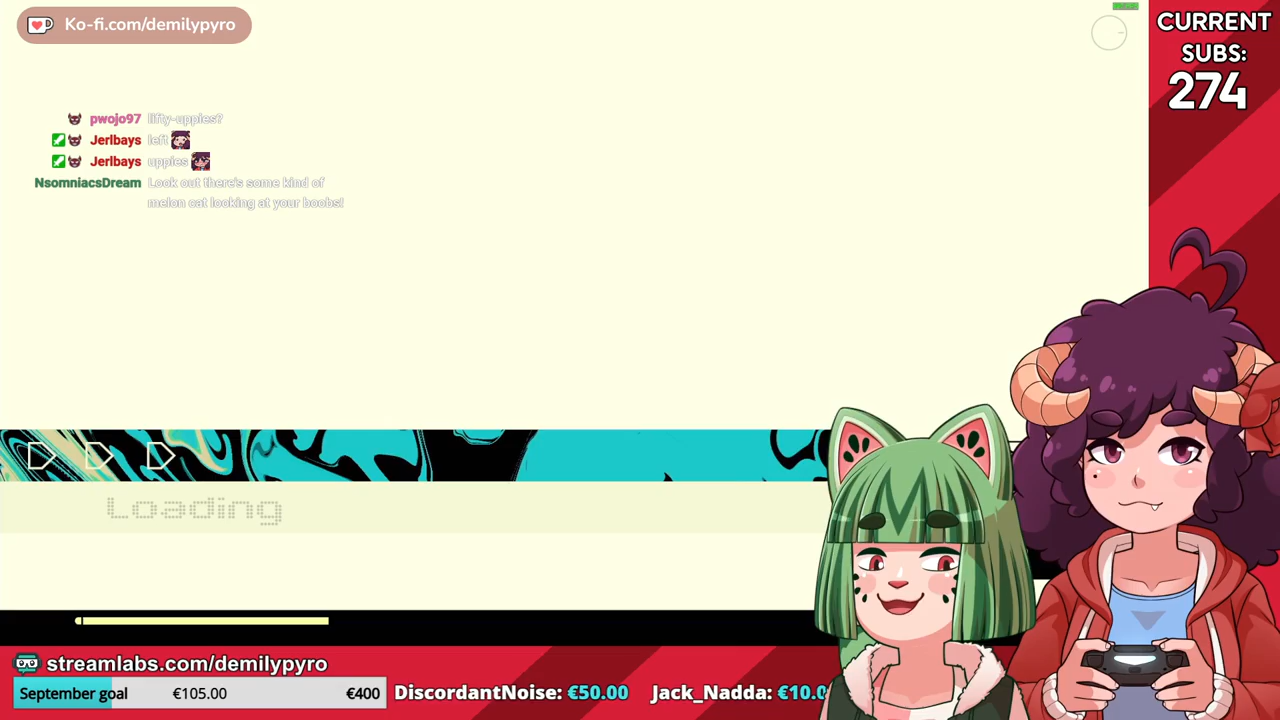 Ko-fi.com/demilypyro
CURRENT
SUBS:
274
pwojo97 lifty-uppies?
Jerlbays left
Jerlbays uppies
NsomniacsDream Look out there's some kind of
melon cat looking at your boobs!
Loading
streamlabs.com/demilypyro
September goal €105.00 €400
DiscordantNoise: €50.00 Jack_Nadda: €10.0